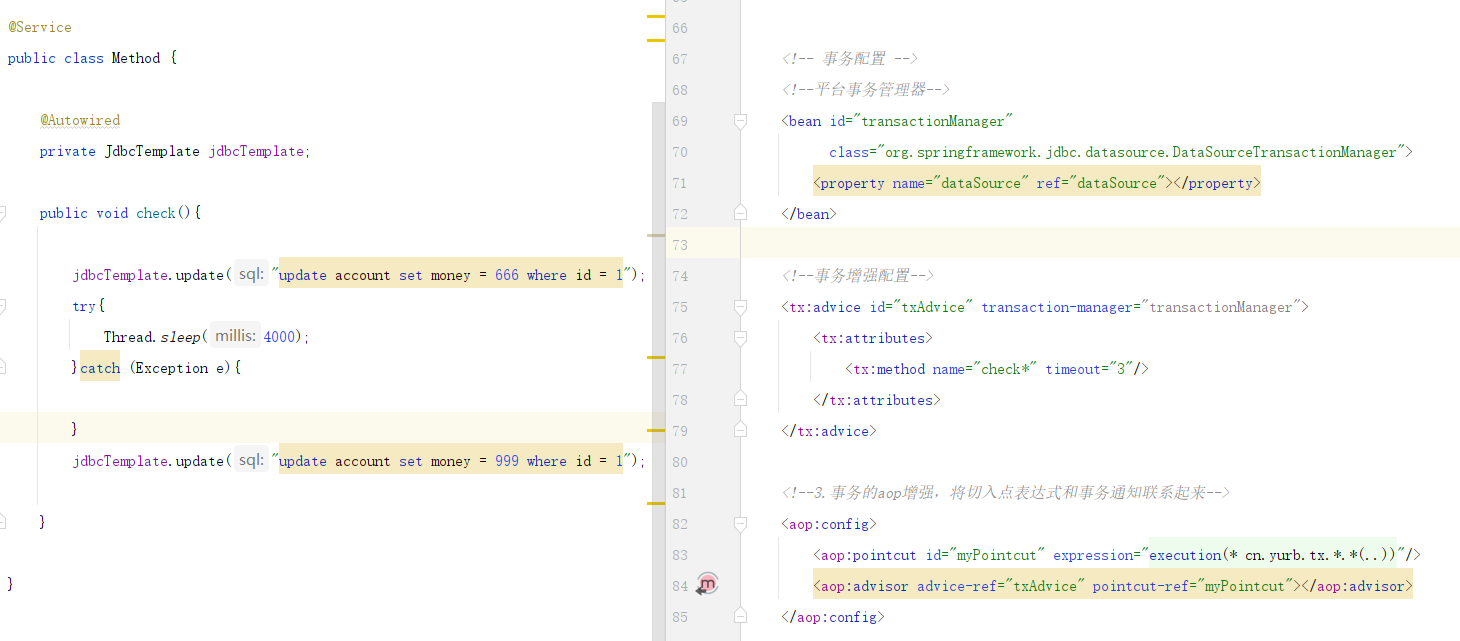 @Service
public class Method {
@Autowired
private JdbcTemplate jdbcTemplate;
public void check(){
jdbcTemplate.update( sql: "update account set money = 666 where id = 1");
try{
Thread.sleep( millis: 4000);
}catch (Exception e){
}
jdbcTemplate.update( sql: "update account set money = 999 where id = 1");
}
}
66
67 <!-- 事务配置 -->
68 <!--平台事务管理器-->
69 <bean id="transactionManager"
70 class="org.springframework.jdbc.datasource.DataSourceTransactionManager">
71 <property name="dataSource" ref="dataSource"></property>
72 </bean>
73
74 <!--事务增强配置-->
75 <tx:advice id="txAdvice" transaction-manager="transactionManager">
76 <tx:attributes>
77 <tx:method name="check*" timeout="3"/>
78 </tx:attributes>
79 </tx:advice>
80
81 <!--3.事务的aop增强，将切入点表达式和事务通知联系起来-->
82 <aop:config>
83 <aop:pointcut id="myPointcut" expression="execution(* cn.yurb.tx.*.*(..))"/>
84 <aop:advisor advice-ref="txAdvice" pointcut-ref="myPointcut"></aop:advisor>
85 </aop:config>